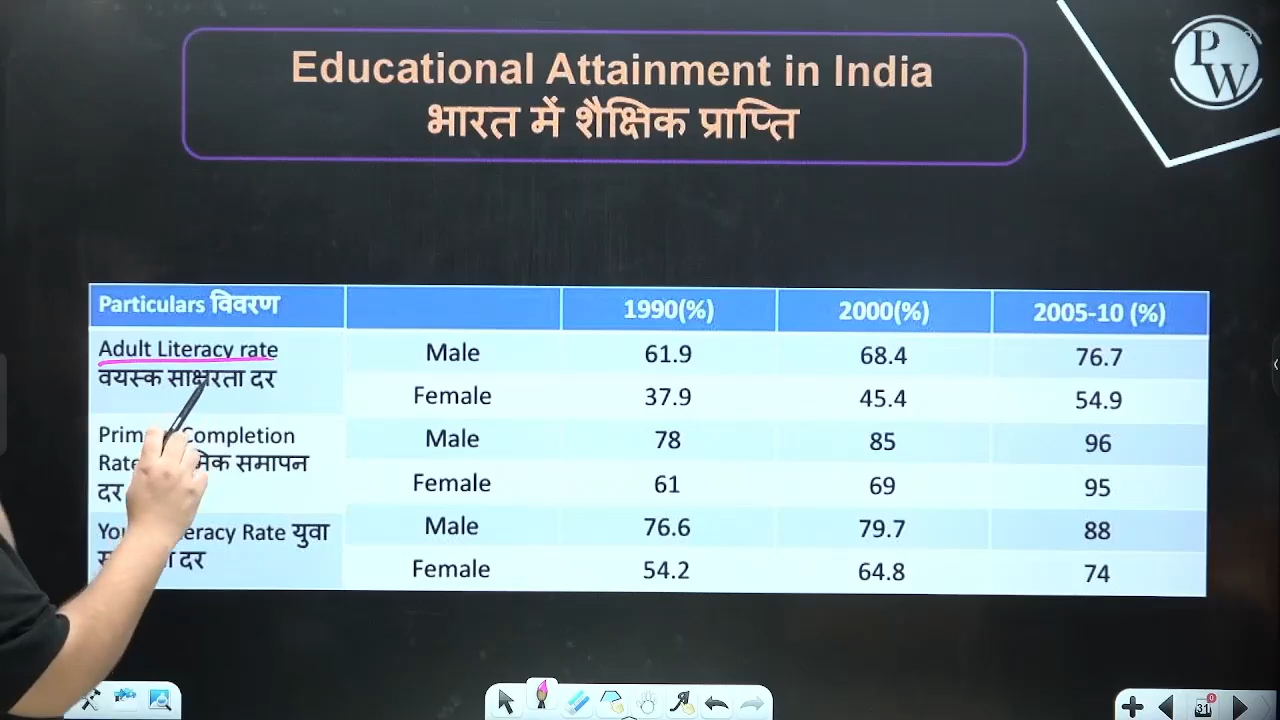 Educational Attainment in India
भारत में शैक्षिक प्राप्ति
PW
Particulars विवरण 1990(%) 2000(%) 2005-10 (%)
Adult Literacy rate Male 61.9 68.4 76.7
वयस्क साक्षरता दर
Female 37.9 45.4 54.9
Completion Male 78 85 96
समापन
दर Female 61 69 95
Rate युवा Male 76.6 79.7 88
दर Female 54.2 64.8 74
31